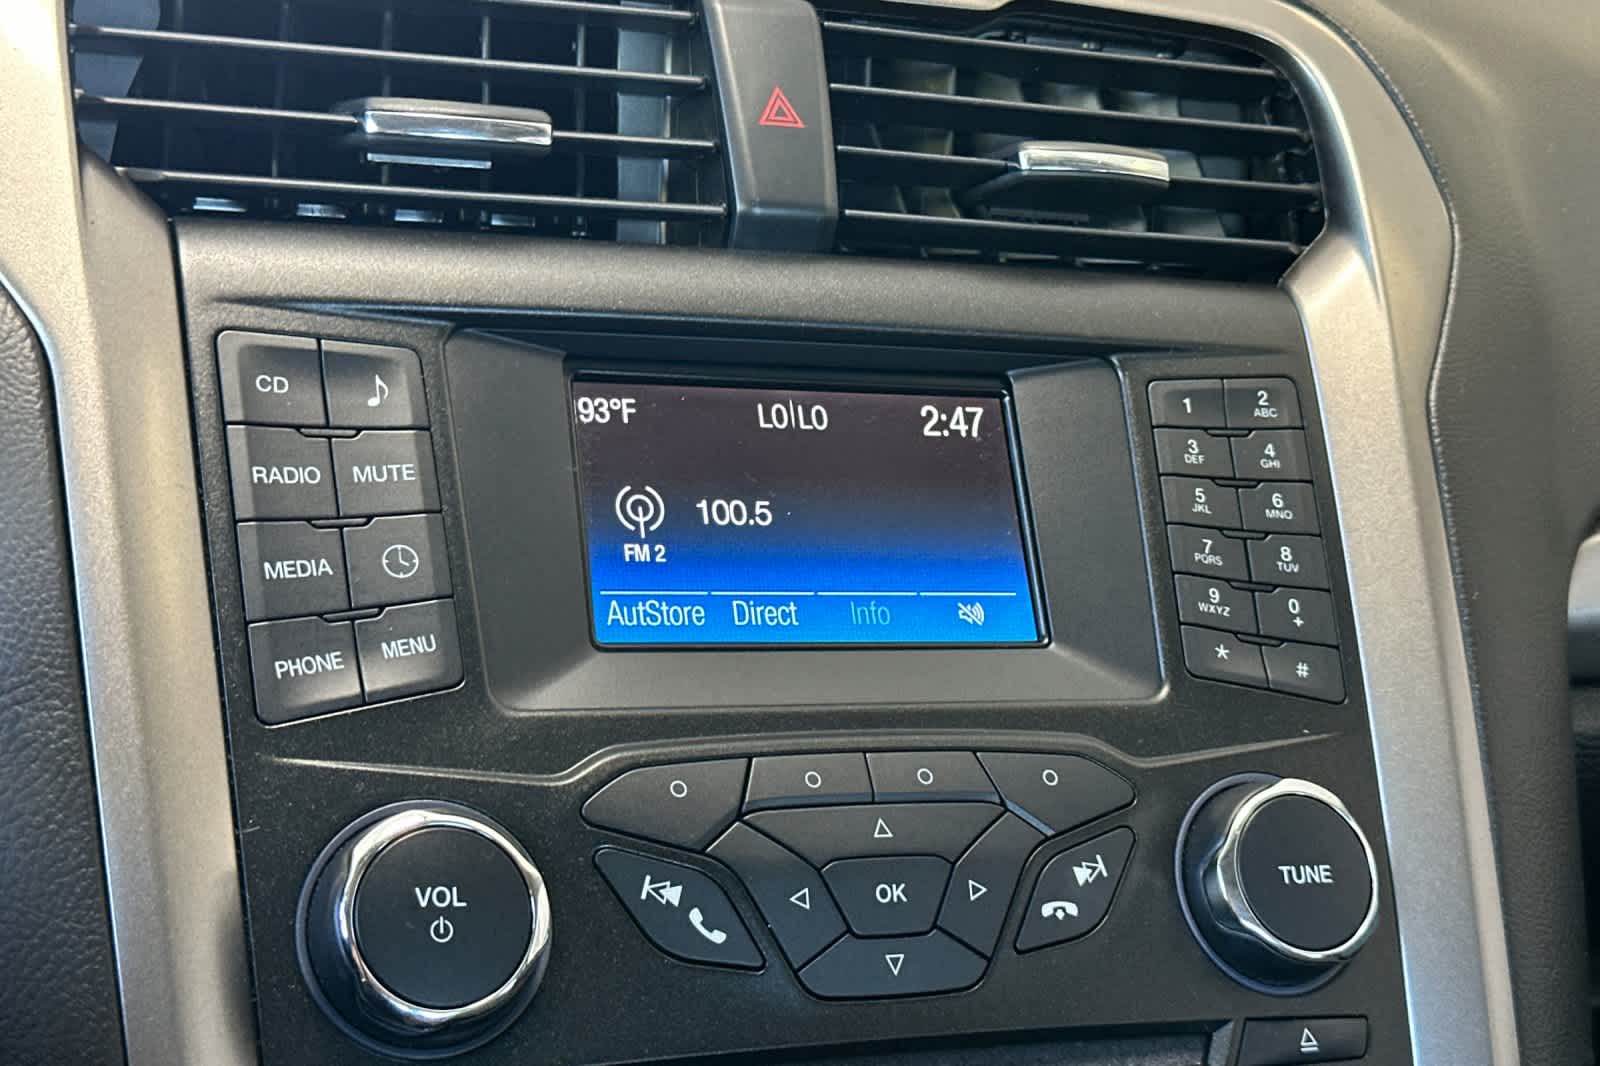 CD
RADIO MUTE
MEDIA
PHONE MENU
93°F LO|LO 2:47
100.5
FM 2
AutStore Direct Info
1 2 ABC
3 DEF 4 GHI
5 JKL 6 MNO
7 PQRS 8 TUV
9 WXYZ 0 +
* #
VOL
OK
TUNE